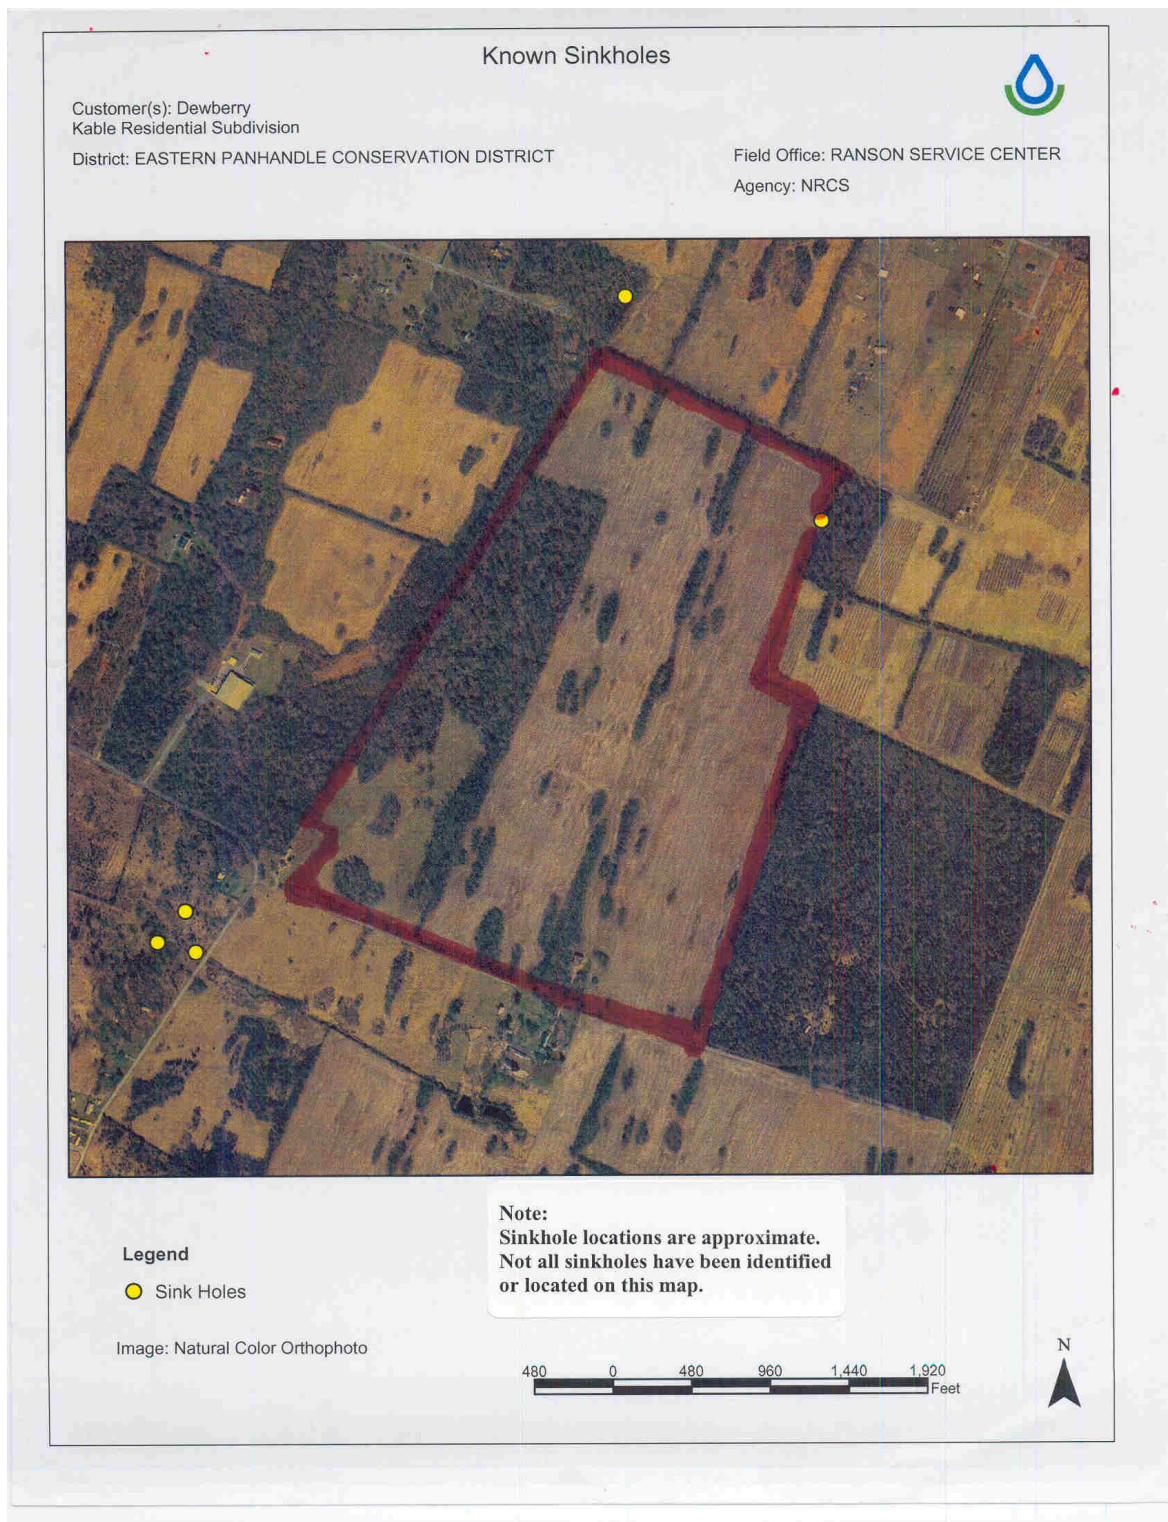 Known Sinkholes
Customer(s): Dewberry
Kable Residential Subdivision
District: EASTERN PANHANDLE CONSERVATION DISTRICT
Field Office: RANSON SERVICE CENTER
Agency: NRCS
Note:
Sinkhole locations are approximate.
Not all sinkholes have been identified
or located on this map.
Legend
Sink Holes
Image: Natural Color Orthophoto
480 0 480 960 1,440 1,920
Feet
N